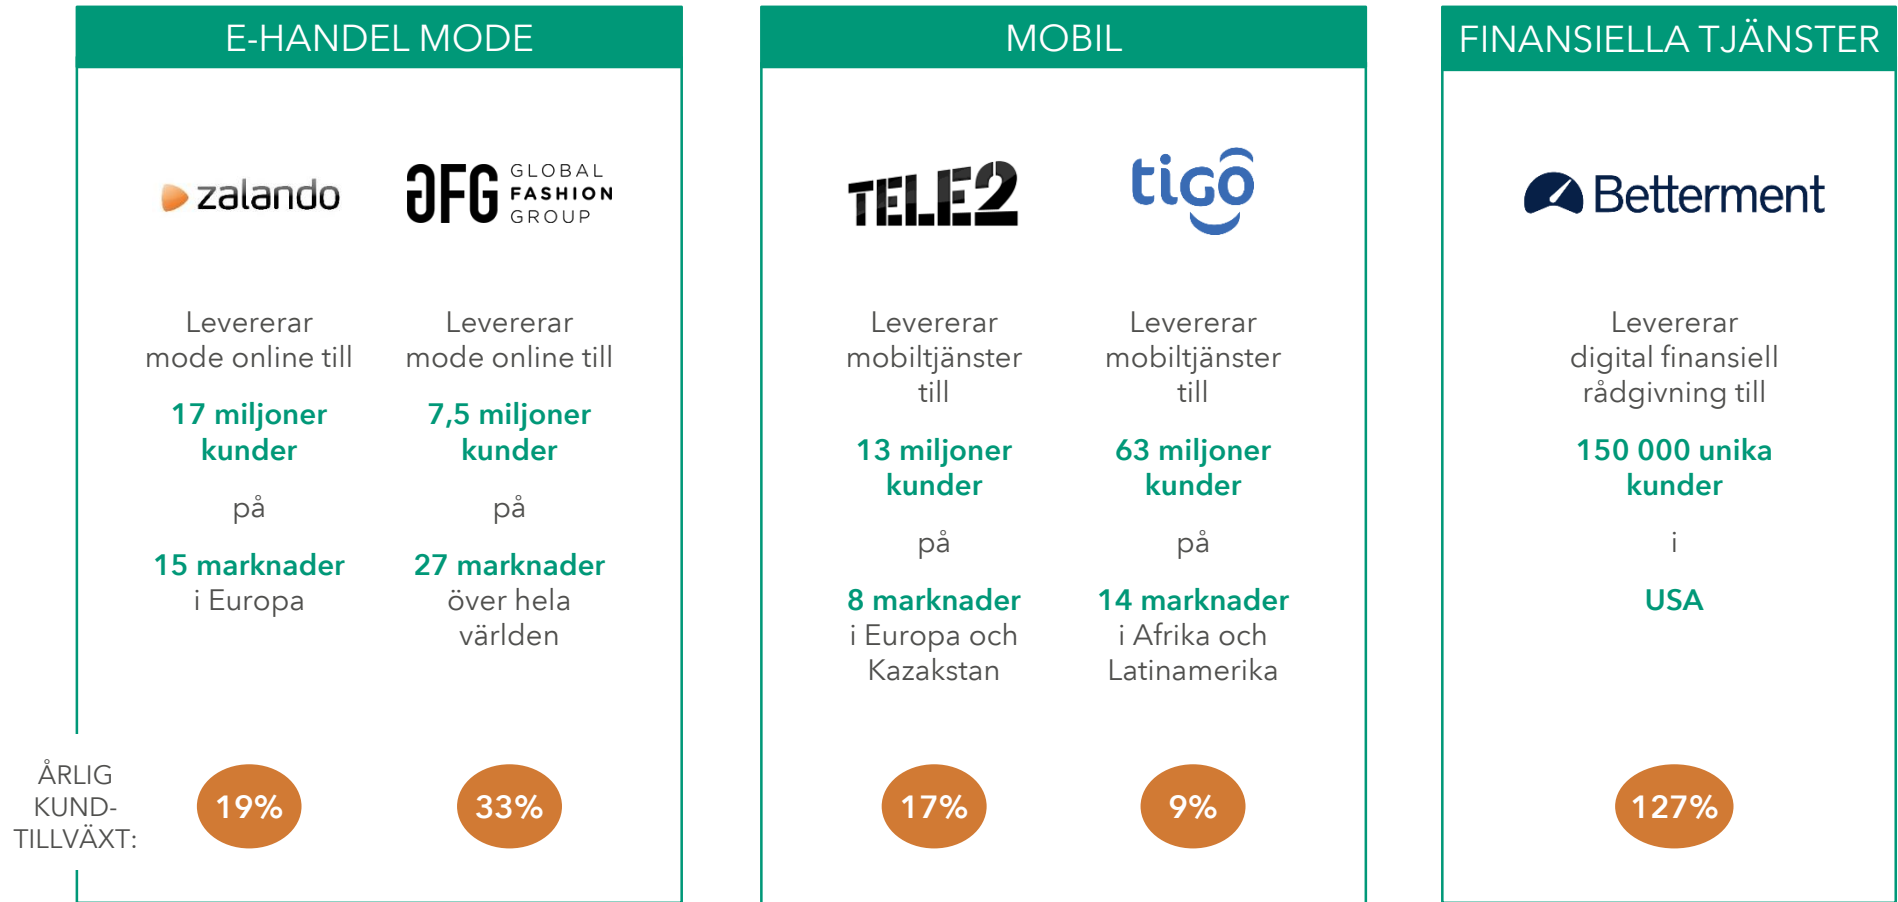 E-HANDEL MODE
zalando
GFG GLOBAL
FASHION
GROUP
Levererar
mode online till
17 miljoner
kunder
på
15 marknader
i Europa
Levererar
mode online till
7,5 miljoner
kunder
på
27 marknader
över hela
världen
MOBIL
TELE2
tigo
Levererar
mobiltjänster
till
13 miljoner
kunder
på
8 marknader
i Europa och
Kazakstan
Levererar
mobiltjänster
till
63 miljoner
kunder
på
14 marknader
i Afrika och
Latinamerika
FINANSIELLA TJÄNSTER
Betterment
Levererar
digital finansiell
rådgivning till
150 000 unika
kunder
i
USA
ÅRLIG
KUND-
TILLVÄXT:
19%
33%
17%
9%
127%